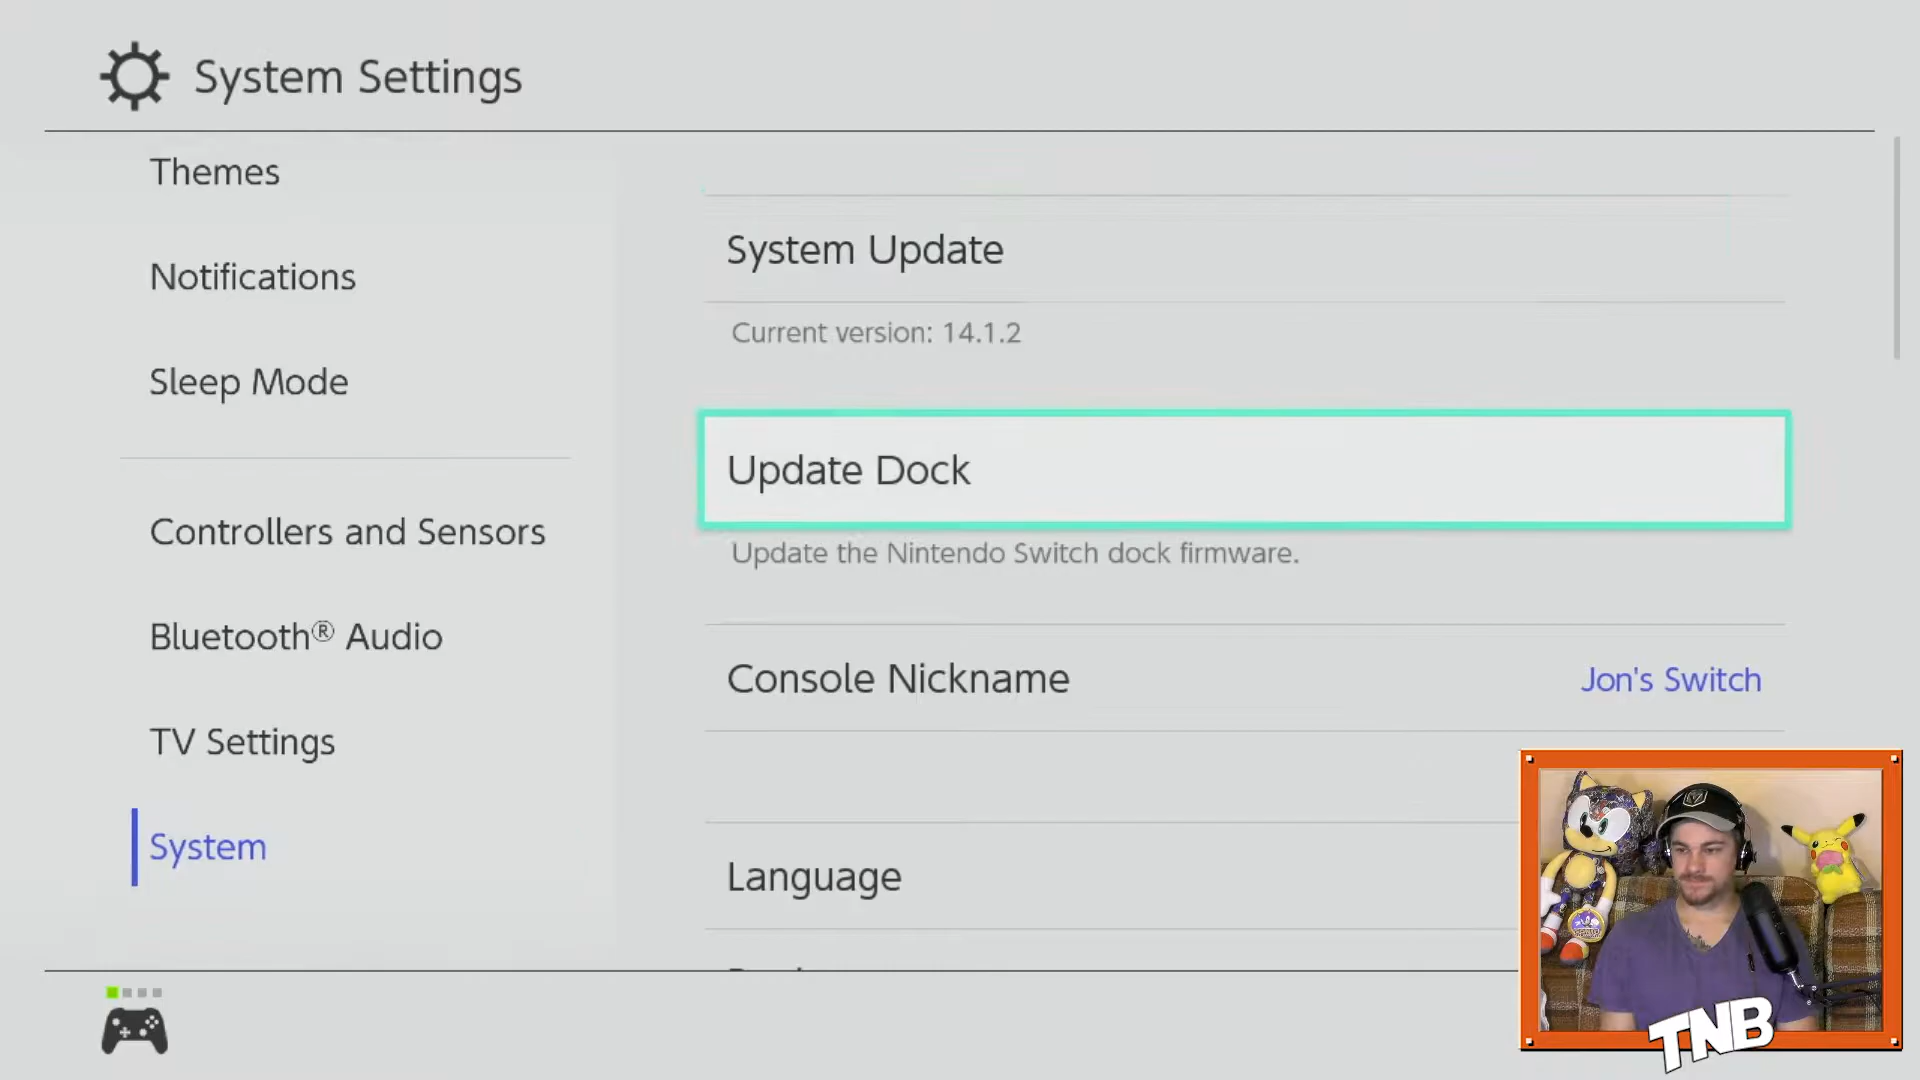 System Settings
Themes
Notifications
Sleep Mode
Controllers and Sensors
Bluetooth® Audio
TV Settings
System
System Update
Current version: 14.1.2
Update Dock
Update the Nintendo Switch dock firmware.
Console Nickname
Jon's Switch
Language
TNB